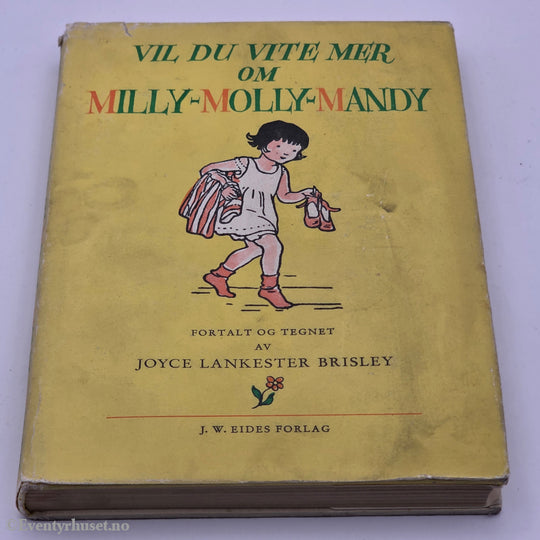 VIL DU VITE MER
OM
MILLY-MOLLY-MANDY
FORTALT OG TEGNET
AV
JOYCE LANKESTER BRISLEY
J. W. EIDES FORLAG
©Eventyrhuset.no